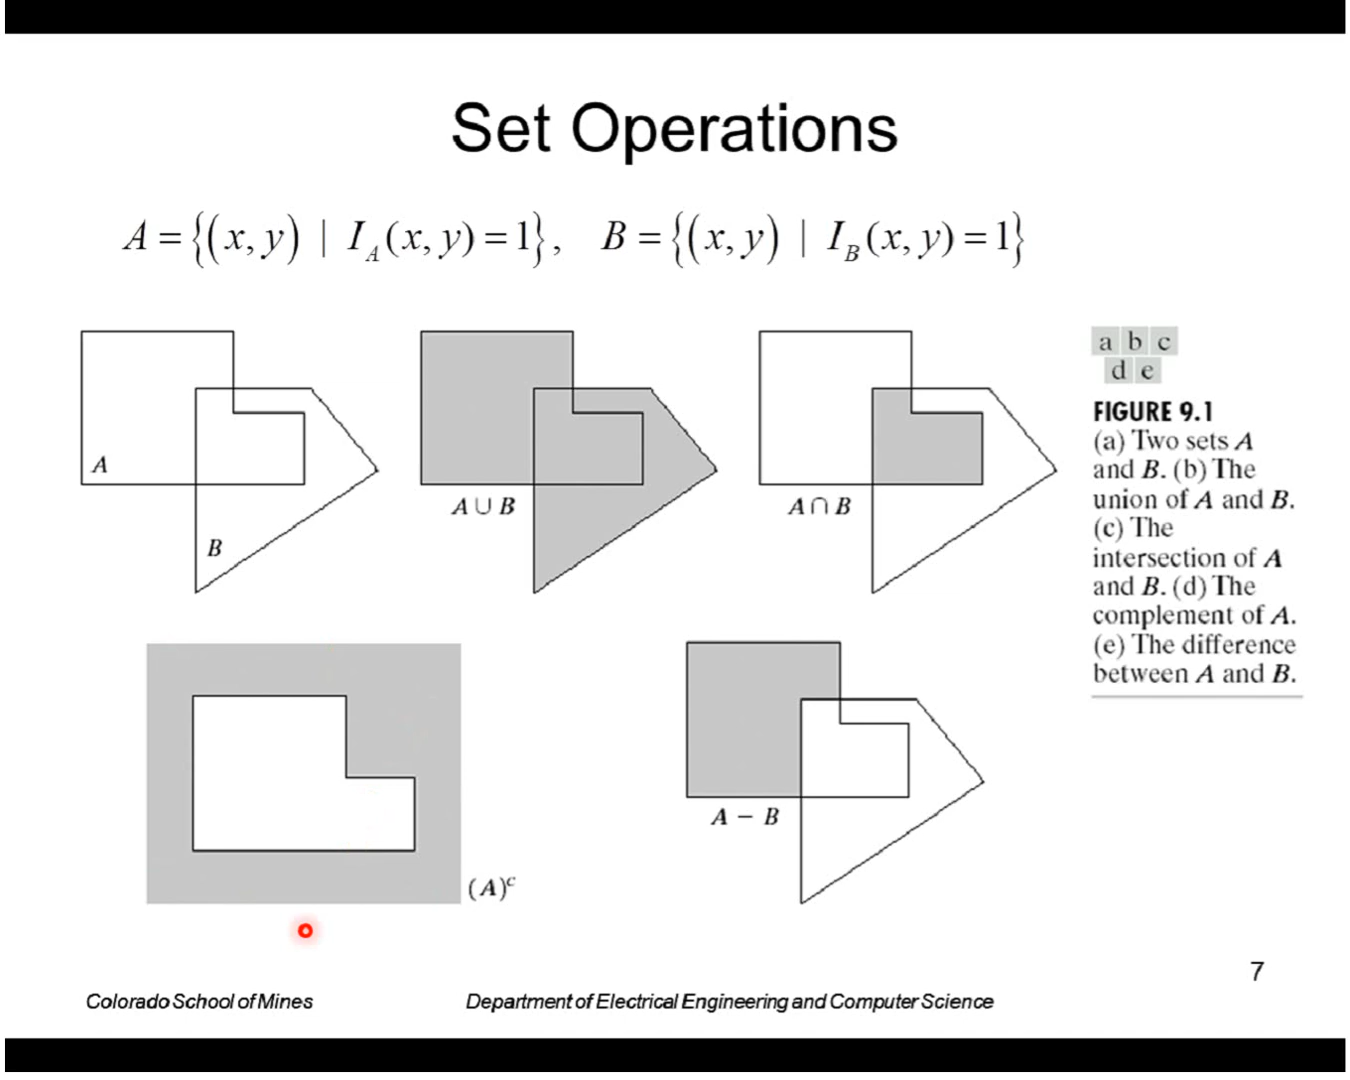 Set Operations
A = {(x, y) | I_A(x, y) = 1},   B = {(x, y) | I_B(x, y) = 1}
A
B
A ∪ B
A ∩ B
a b c
d e
FIGURE 9.1
(a) Two sets A
and B. (b) The
union of A and B.
(c) The
intersection of A
and B. (d) The
complement of A.
(e) The difference
between A and B.
(A)^c
A − B
7
Colorado School of Mines
Department of Electrical Engineering and Computer Science